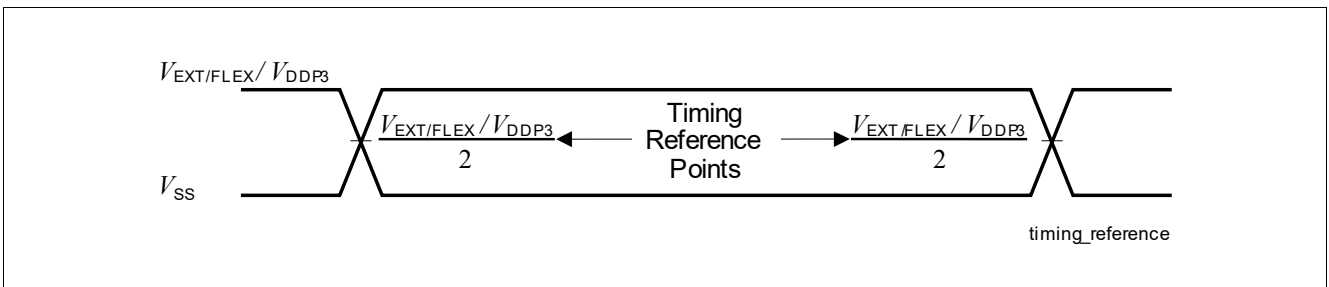 VEXT/FLEX / VDDP3
VEXT/FLEX / VDDP3
2
Timing
Reference
Points
VEXT/FLEX / VDDP3
2
VSS
timing_reference